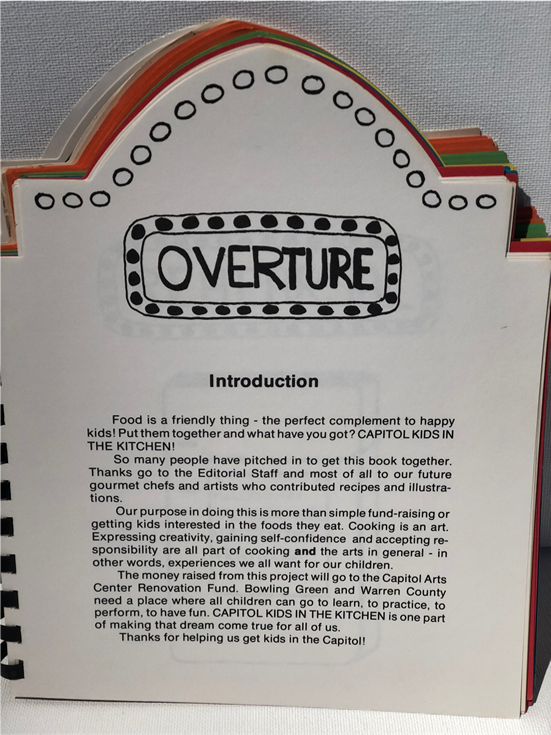 OVERTURE
Introduction
Food is a friendly thing - the perfect complement to happy
kids! Put them together and what have you got? CAPITOL KIDS IN
THE KITCHEN!
So many people have pitched in to get this book together.
Thanks go to the Editorial Staff and most of all to our future
gourmet chefs and artists who contributed recipes and illustra-
tions.
Our purpose in doing this is more than simple fund-raising or
getting kids interested in the foods they eat. Cooking is an art.
Expressing creativity, gaining self-confidence and accepting re-
sponsibility are all part of cooking and the arts in general - in
other words, experiences we all want for our children.
The money raised from this project will go to the Capitol Arts
Center Renovation Fund. Bowling Green and Warren County
need a place where all children can go to learn, to practice, to
perform, to have fun. CAPITOL KIDS IN THE KITCHEN is one part
of making that dream come true for all of us.
Thanks for helping us get kids in the Capitol!